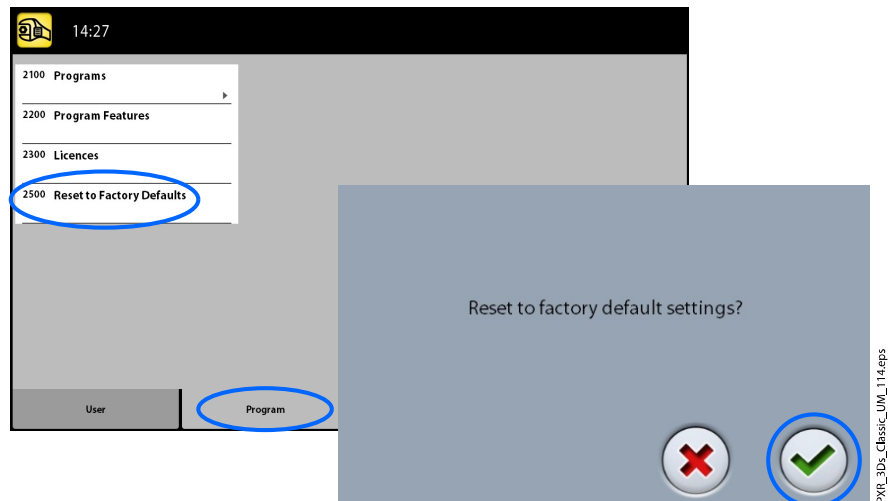 14:27
2100 Programs
2200 Program Features
2300 Licences
2500 Reset to Factory Defaults
User
Program
Reset to factory default settings?
PXR_3Ds_Classic_UM_114.eps